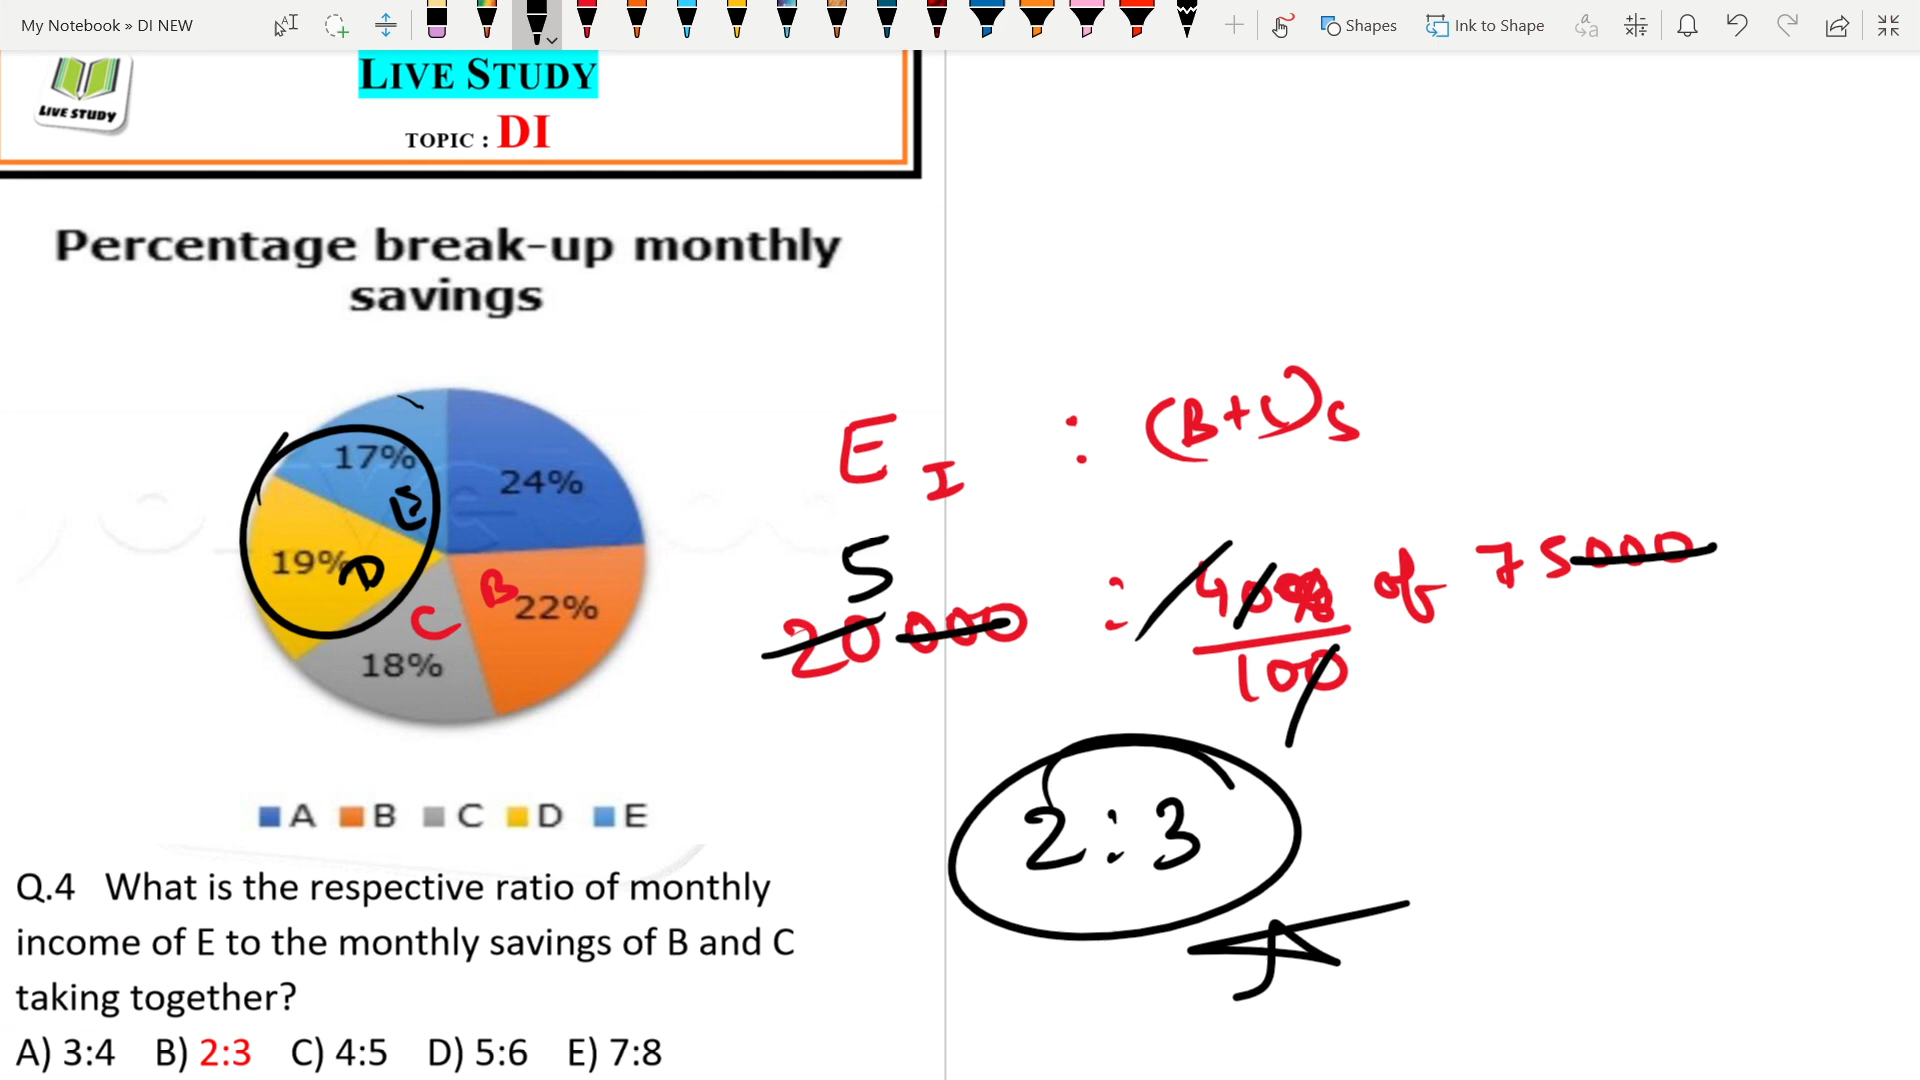 My Notebook » DI NEW
Shapes
Ink to Shape
LIVE STUDY
LIVE STUDY
TOPIC : DI
Percentage break-up monthly
savings
17%
24%
E
19%
D
B
22%
C
18%
A B C D E
E I : (B+C)S
5
20000 : 40% of 75000
100
2:3
Q.4 What is the respective ratio of monthly
income of E to the monthly savings of B and C
taking together?
A) 3:4 B) 2:3 C) 4:5 D) 5:6 E) 7:8